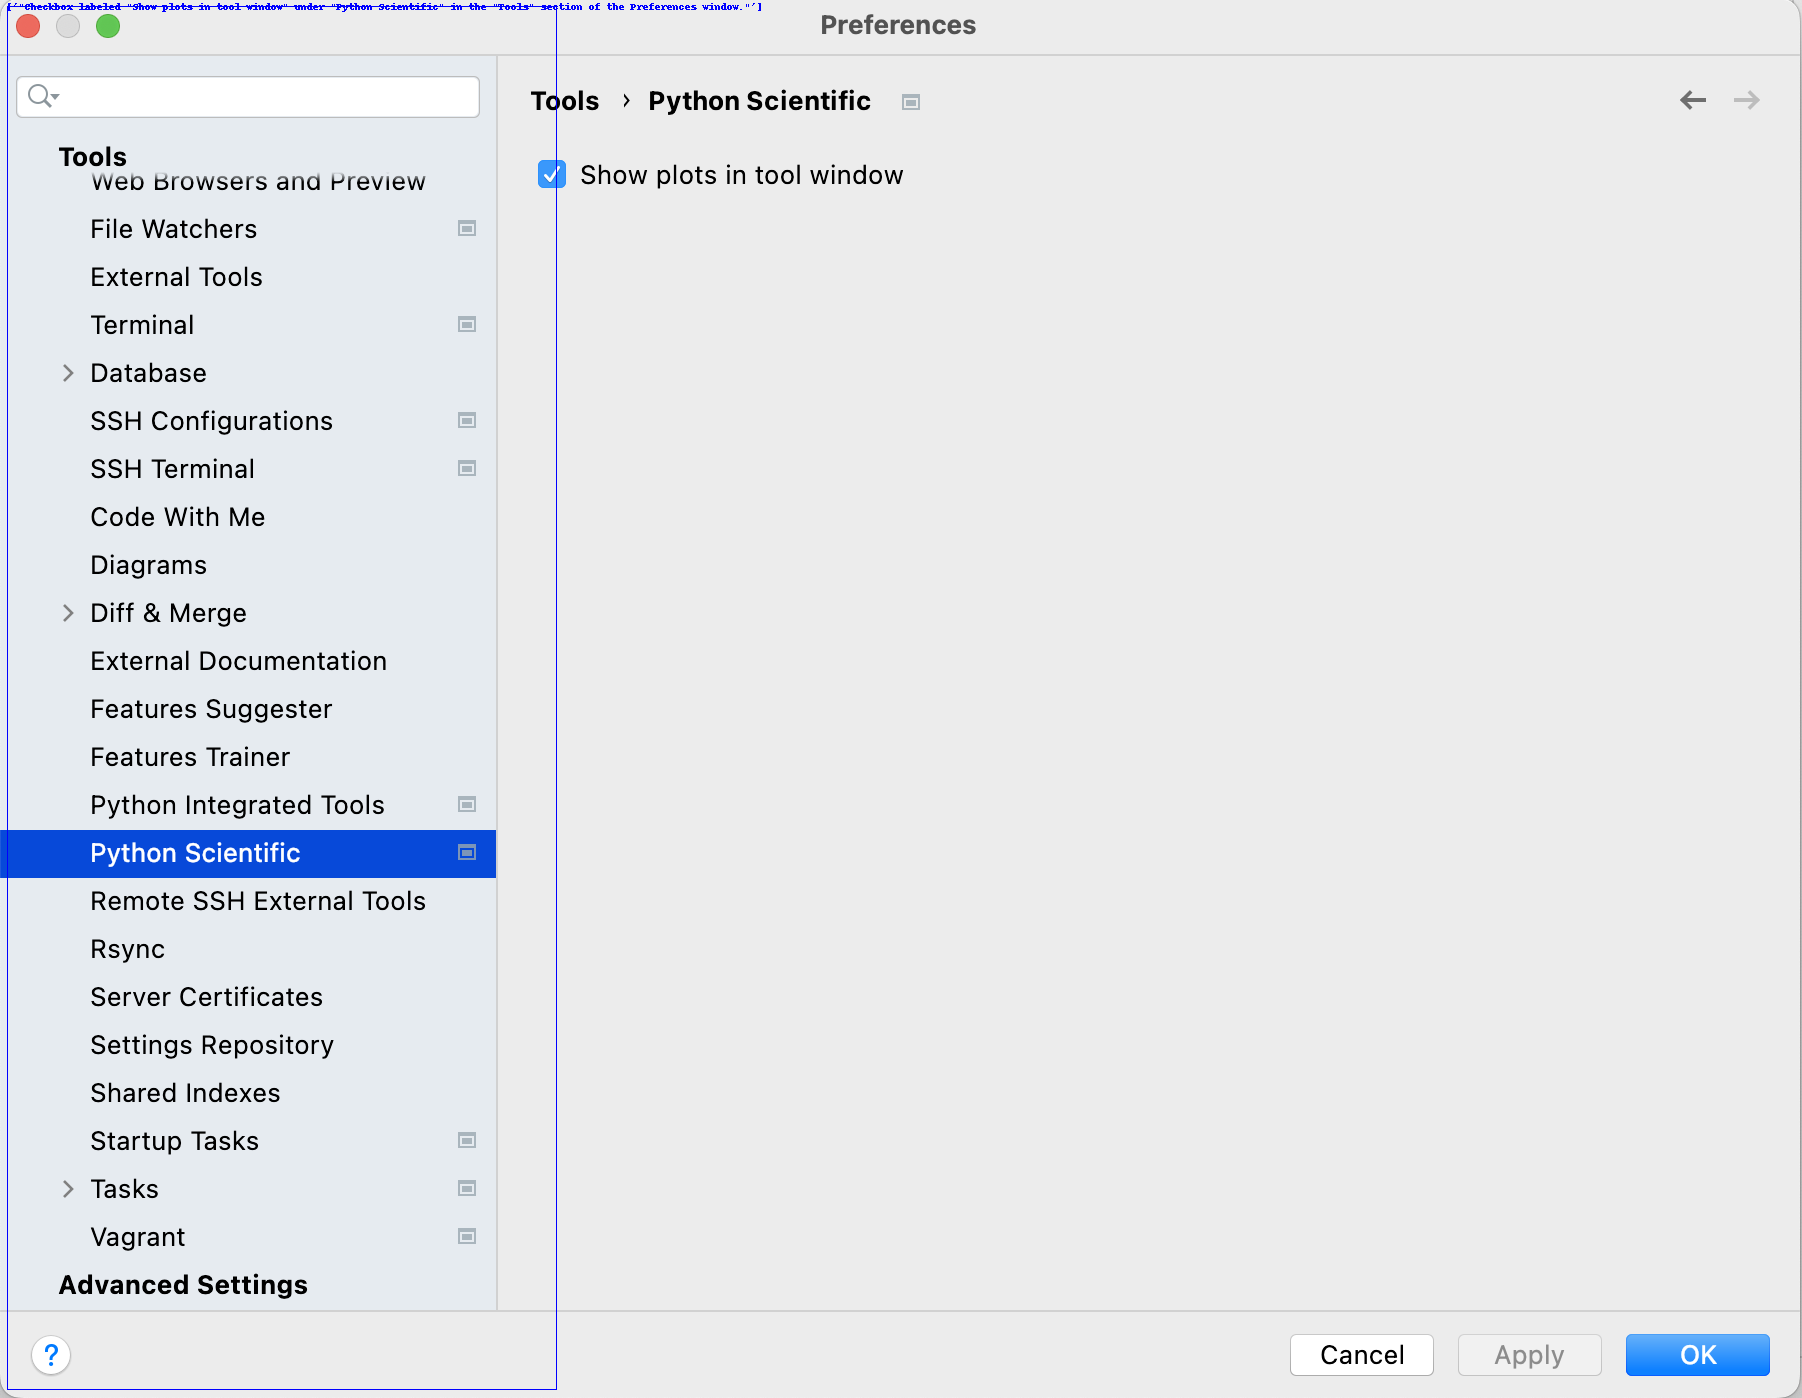 ['"Checkbox labeled "Show plots in tool window" under "Python Scientific" in the "Tools" section of the Preferences window."']
Preferences
Tools
Web Browsers and Preview
File Watchers
External Tools
Terminal
Database
SSH Configurations
SSH Terminal
Code With Me
Diagrams
Diff & Merge
External Documentation
Features Suggester
Features Trainer
Python Integrated Tools
Python Scientific
Remote SSH External Tools
Rsync
Server Certificates
Settings Repository
Shared Indexes
Startup Tasks
Tasks
Vagrant
Advanced Settings
Tools › Python Scientific
Show plots in tool window
?
Cancel
Apply
OK